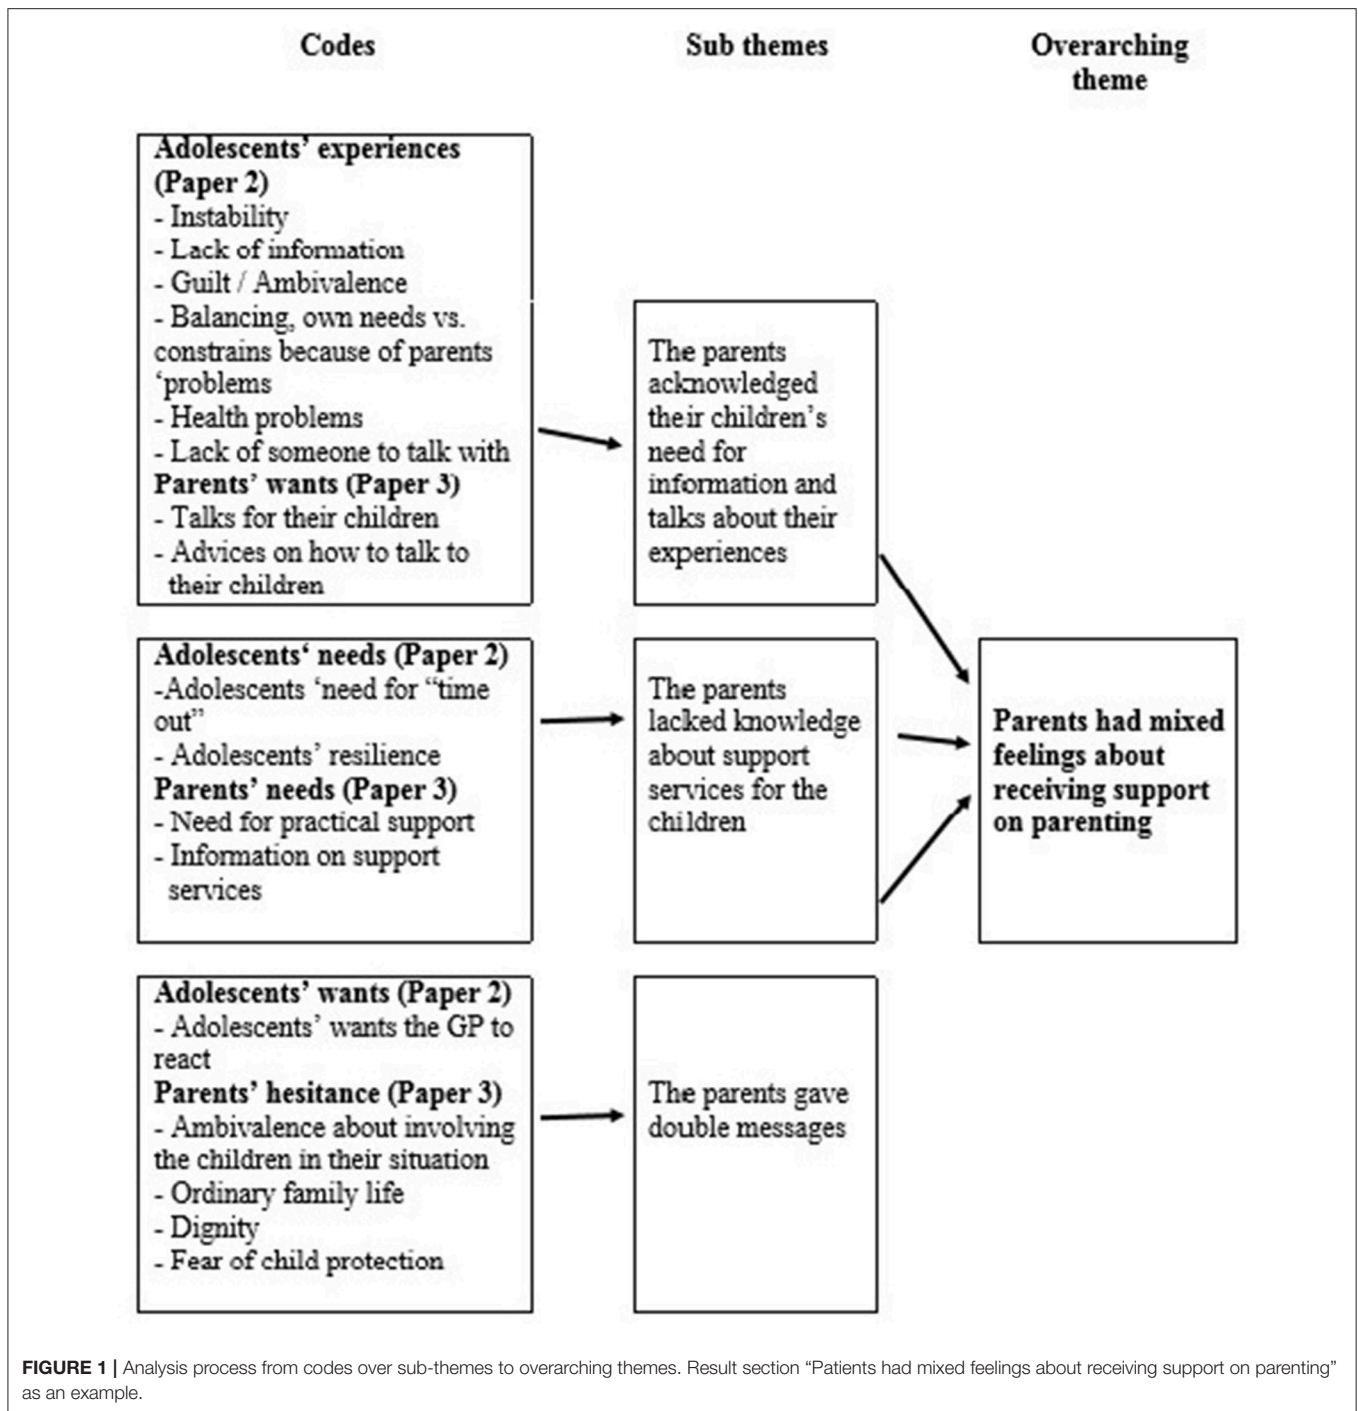 Codes
Sub themes
Overarching
theme
Adolescents’ experiences
(Paper 2)
- Instability
- Lack of information
- Guilt / Ambivalence
- Balancing, own needs vs.
constrains because of parents
‘problems
- Health problems
- Lack of someone to talk with
Parents’ wants (Paper 3)
- Talks for their children
- Advices on how to talk to
their children
The parents
acknowledged
their children’s
need for
information and
talks about their
experiences
Adolescents‘ needs (Paper 2)
-Adolescents ‘need for “time
out”
- Adolescents’ resilience
Parents’ needs (Paper 3)
- Need for practical support
- Information on support
services
The parents
lacked knowledge
about support
services for the
children
Parents had mixed
feelings about
receiving support
on parenting
Adolescents’ wants (Paper 2)
- Adolescents’ wants the GP to
react
Parents’ hesitance (Paper 3)
- Ambivalence about involving
the children in their situation
- Ordinary family life
- Dignity
- Fear of child protection
The parents gave
double messages
FIGURE 1 | Analysis process from codes over sub-themes to overarching themes. Result section “Patients had mixed feelings about receiving support on parenting”
as an example.